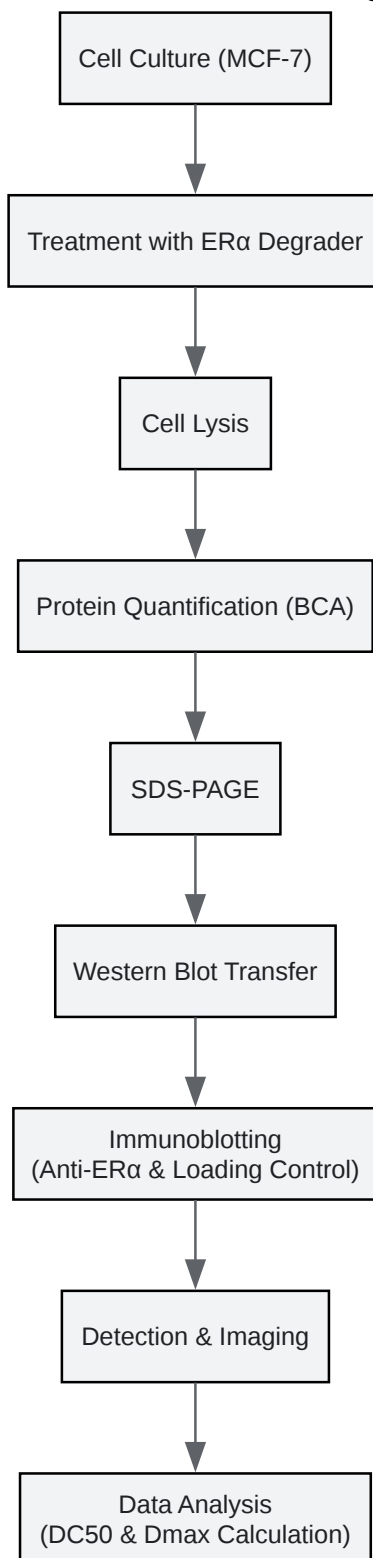 Cell Culture (MCF-7)
Treatment with ERα Degrader
Cell Lysis
Protein Quantification (BCA)
SDS-PAGE
Western Blot Transfer
Immunoblotting
(Anti-ERα & Loading Control)
Detection & Imaging
Data Analysis
(DC50 & Dmax Calculation)